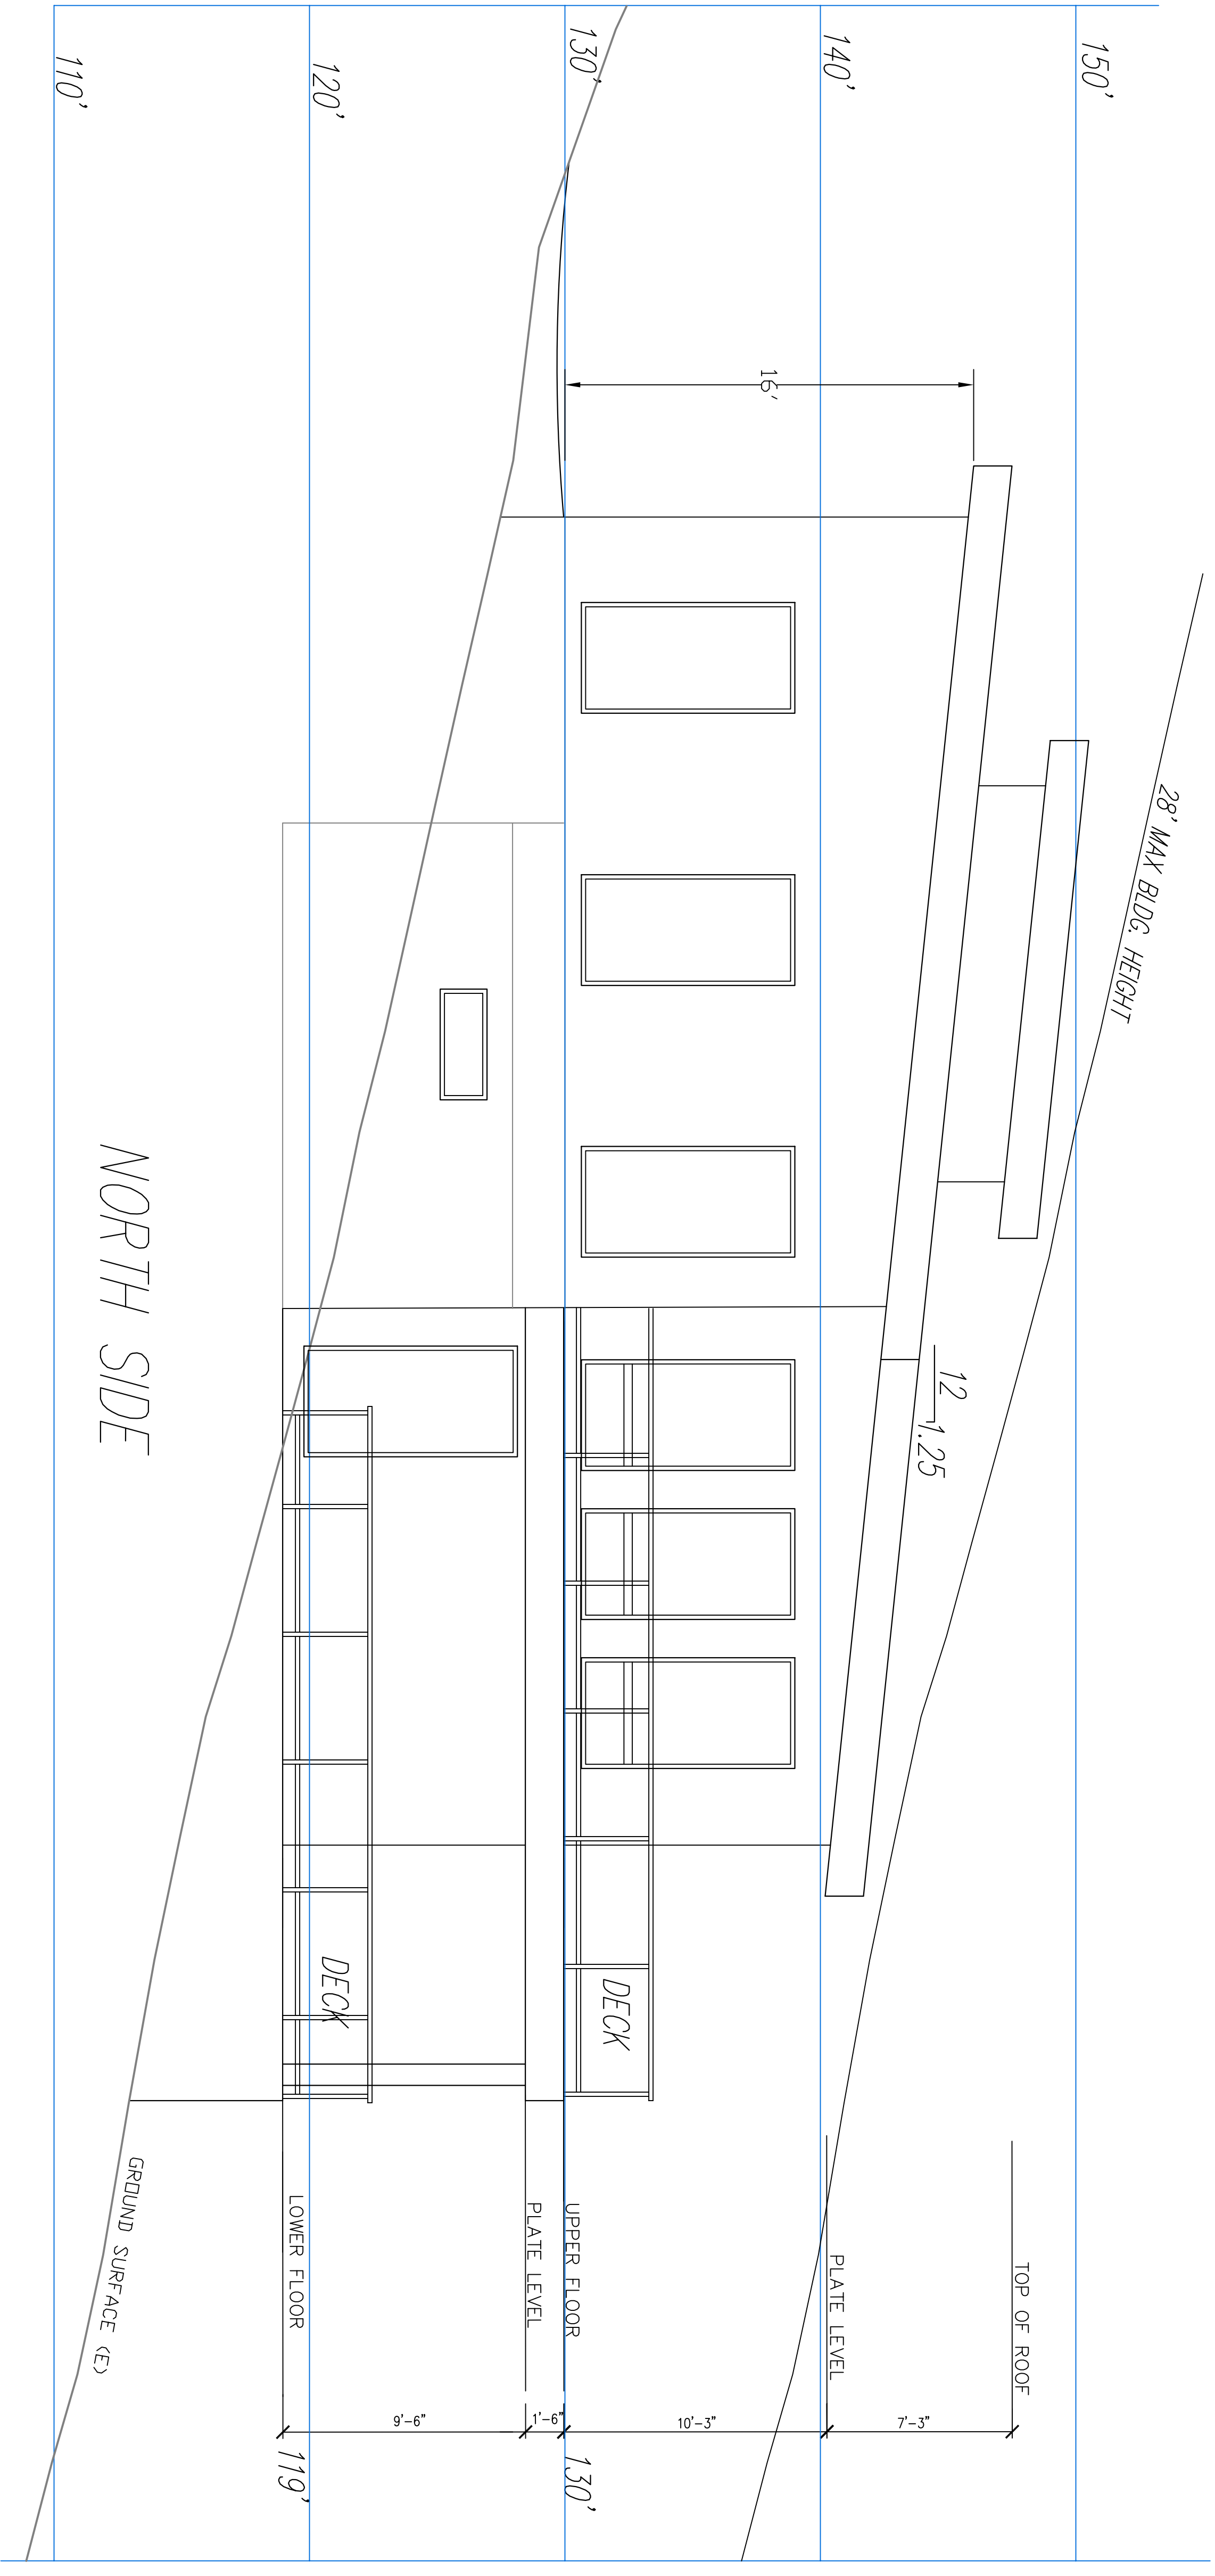 150'
140'
130'
120'
110'
16'
28' MAX BLDG. HEIGHT
12
1.25
DECK
DECK
TOP OF ROOF
PLATE LEVEL
UPPER FLOOR
PLATE LEVEL
LOWER FLOOR
GROUND SURFACE (E)
7'-3"
10'-3"
1'-6"
9'-6"
130'
119'
NORTH SIDE